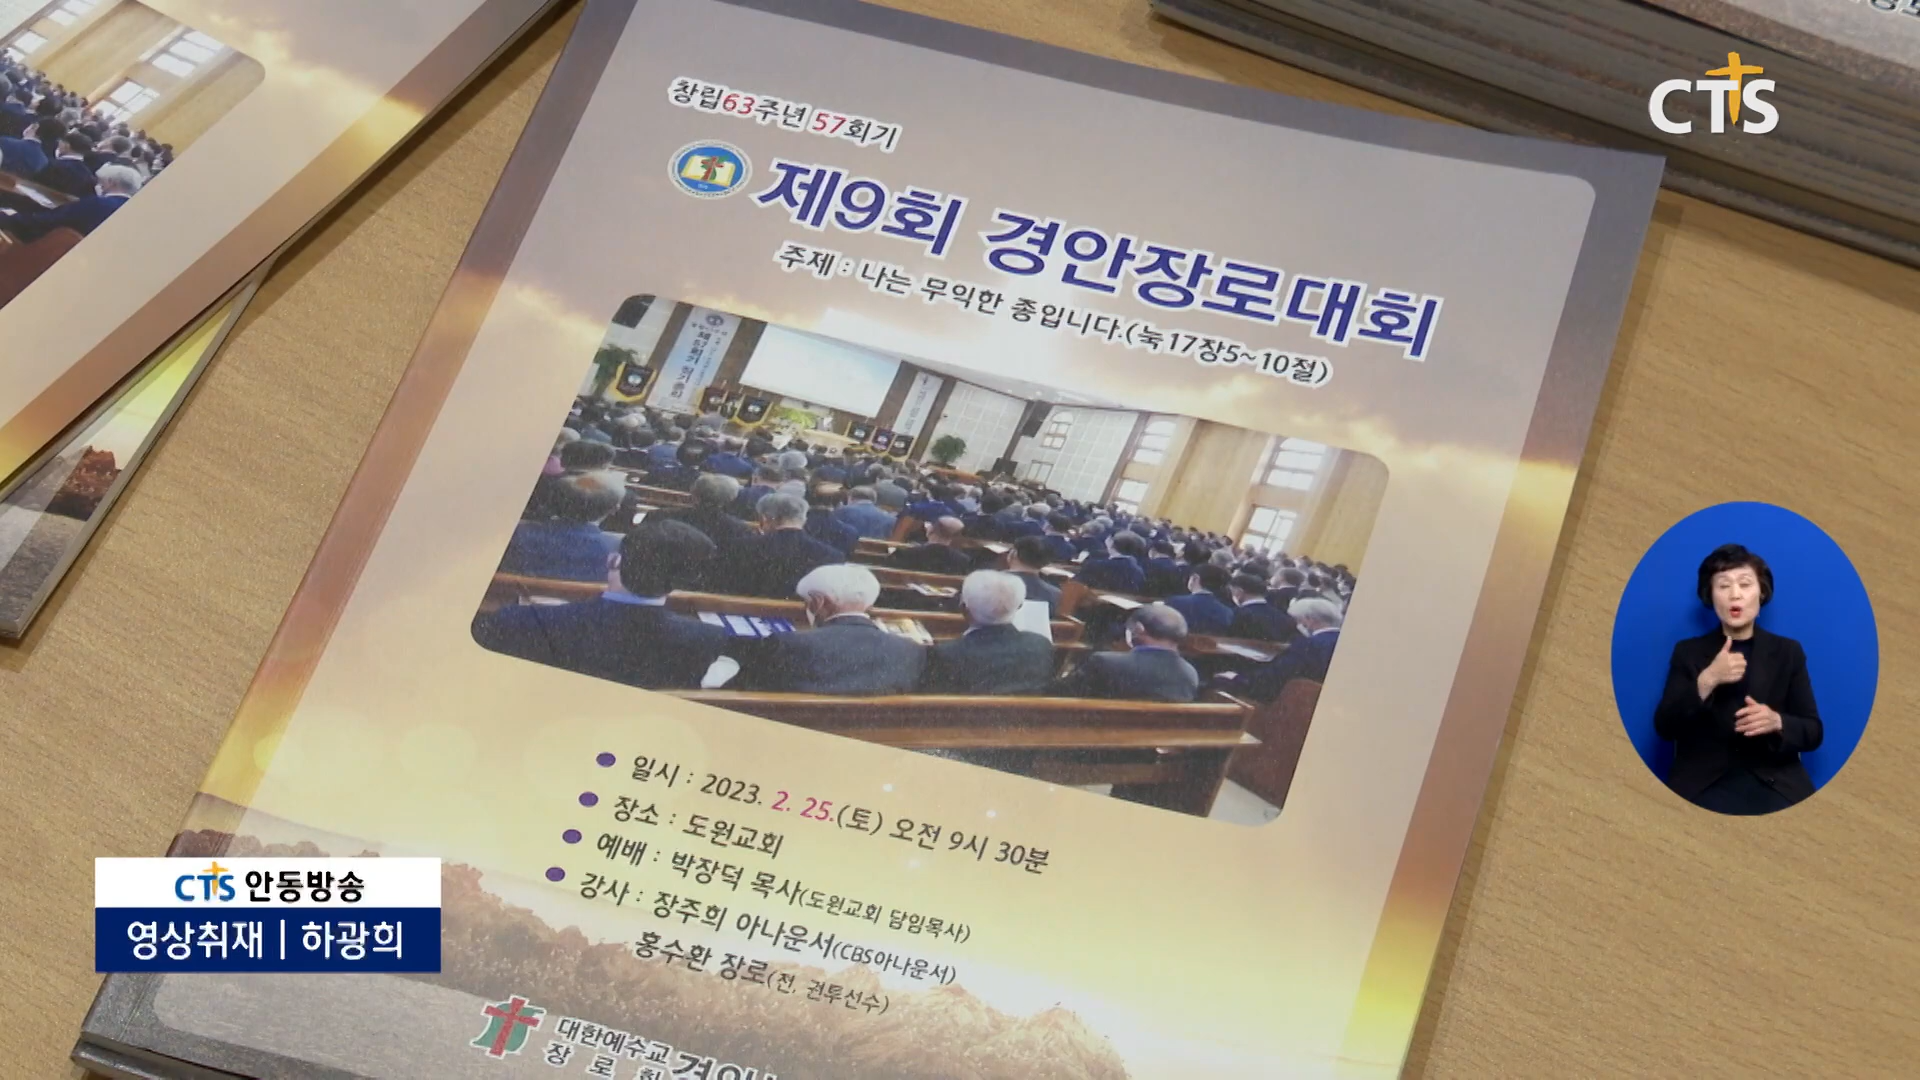 CTS
창립63주년 57회기
제9회 경안장로대회
주제 : 나는 무익한 종입니다.(눅17장5~10절)
일시 : 2023. 2. 25.(토) 오전 9시 30분
장소 : 도원교회
예배 : 박장덕 목사(도원교회 담임목사)
강사 : 장주희 아나운서(CBS아나운서)
홍수환 장로(전, 권투선수)
대한예수교
장로회
CTS 안동방송
영상취재 | 하광희